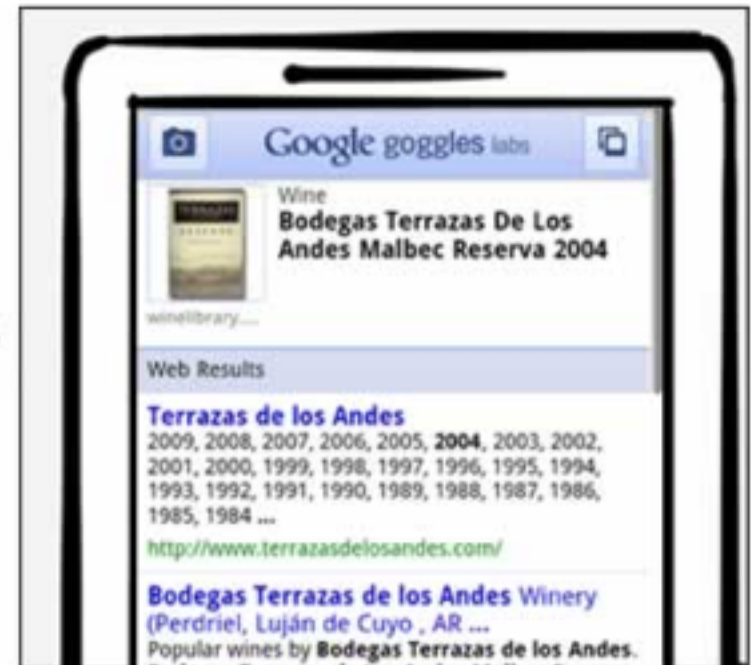 Google goggles labs
Wine
Bodegas Terrazas De Los
Andes Malbec Reserva 2004
TERRAZAS
RESERVA
winelibrary....
Web Results
Terrazas de los Andes
2009, 2008, 2007, 2006, 2005, 2004, 2003, 2002,
2001, 2000, 1999, 1998, 1997, 1996, 1995, 1994,
1993, 1992, 1991, 1990, 1989, 1988, 1987, 1986,
1985, 1984 ...
http://www.terrazasdelosandes.com/
Bodegas Terrazas de los Andes Winery
(Perdriel, Luján de Cuyo , AR ...
Popular wines by Bodegas Terrazas de los Andes.